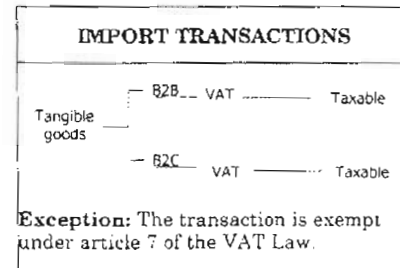 IMPORT TRANSACTIONS
B2B VAT Taxable
Tangible
goods
B2C VAT Taxable
Exception: The transaction is exempt
under article 7 of the VAT Law.